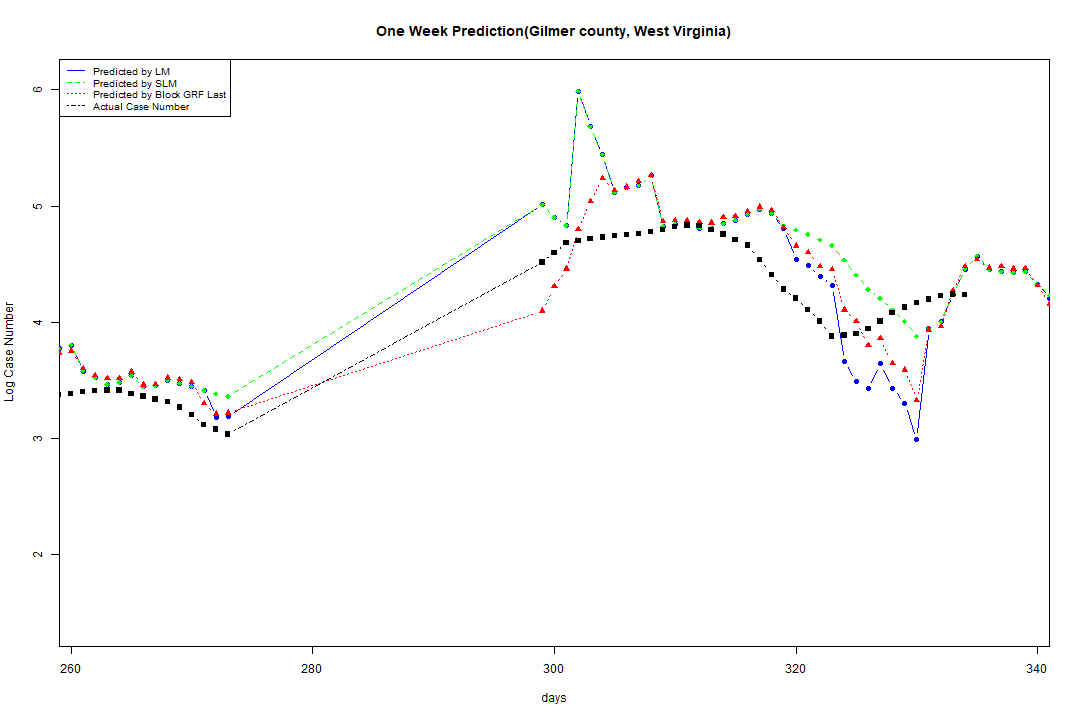 One Week Prediction(Gilmer county, West Virginia)
Predicted by LM
Predicted by SLM
Predicted by Block GRF Last
Actual Case Number
6
5
4
3
2
Log Case Number
260 280 300 320 340
days